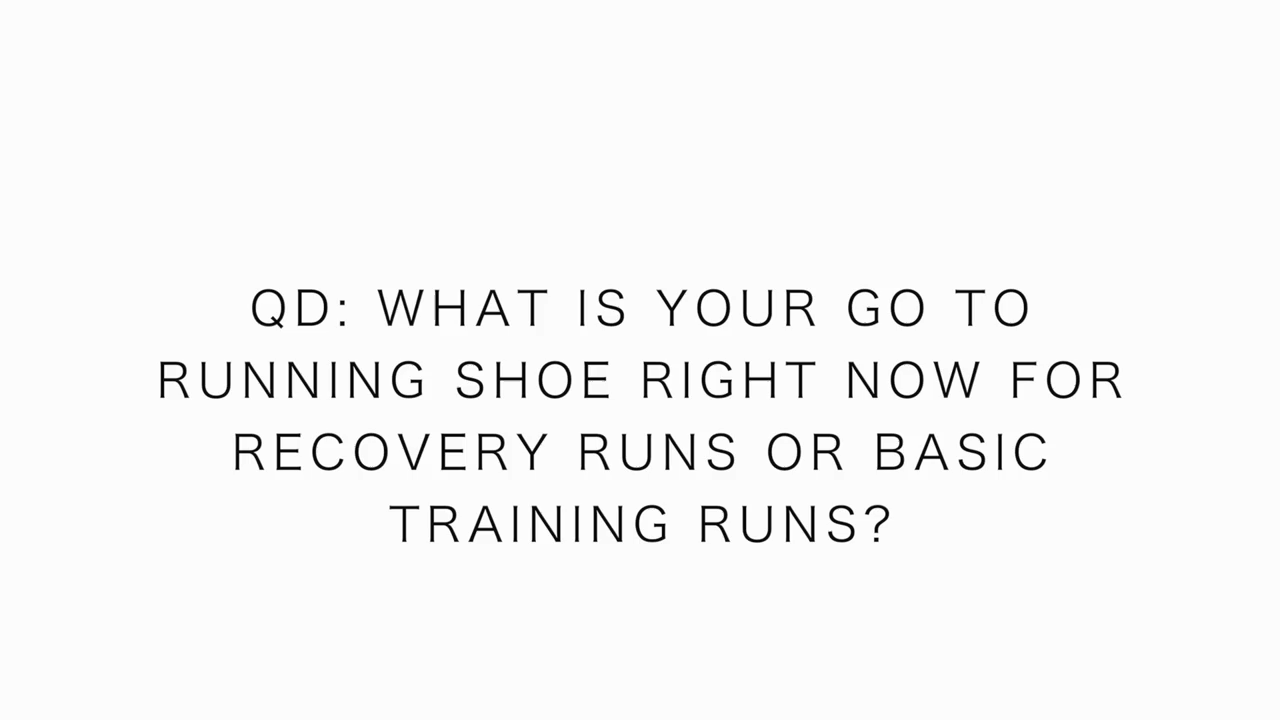 QD: WHAT IS YOUR GO TO
RUNNING SHOE RIGHT NOW FOR
RECOVERY RUNS OR BASIC
TRAINING RUNS?